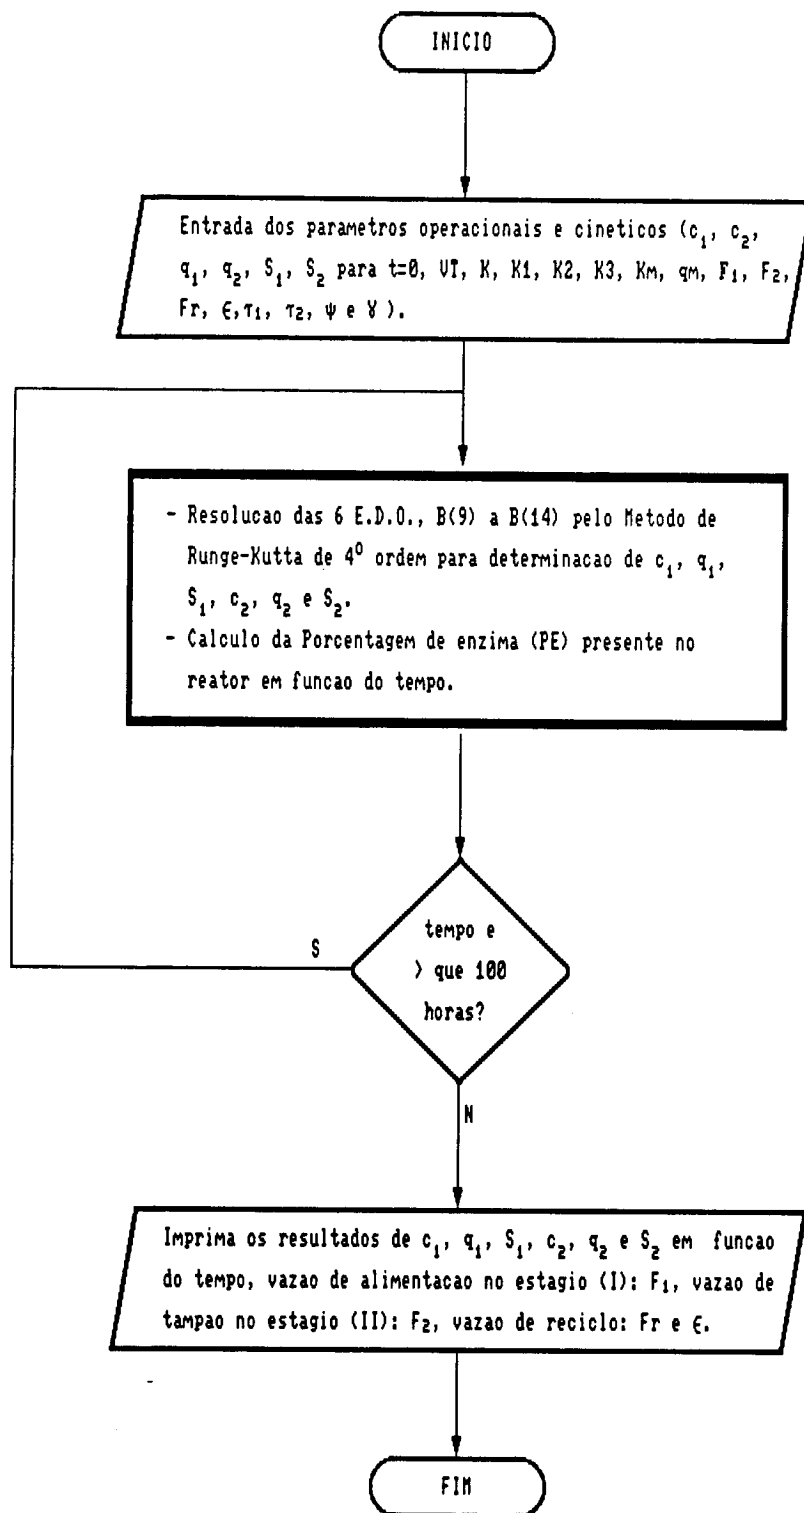 INICIO
Entrada dos parametros operacionais e cineticos (c₁, c₂,
q₁, q₂, S₁, S₂ para t=0, VT, K, K1, K2, K3, Km, qm, F₁, F₂,
Fr, ϵ, τ₁, τ₂, ψ e γ ).
- Resolucao das 6 E.D.O., B(9) a B(14) pelo Metodo de
Runge-Kutta de 4⁰ ordem para determinacao de c₁, q₁,
S₁, c₂, q₂ e S₂.
- Calculo da Porcentagem de enzima (PE) presente no
reator em funcao do tempo.
tempo e
S
> que 100
horas?
N
Imprima os resultados de c₁, q₁, S₁, c₂, q₂ e S₂ em funcao
do tempo, vazao de alimentacao no estagio (I): F₁, vazao de
tampao no estagio (II): F₂, vazao de reciclo: Fr e ϵ.
FIM